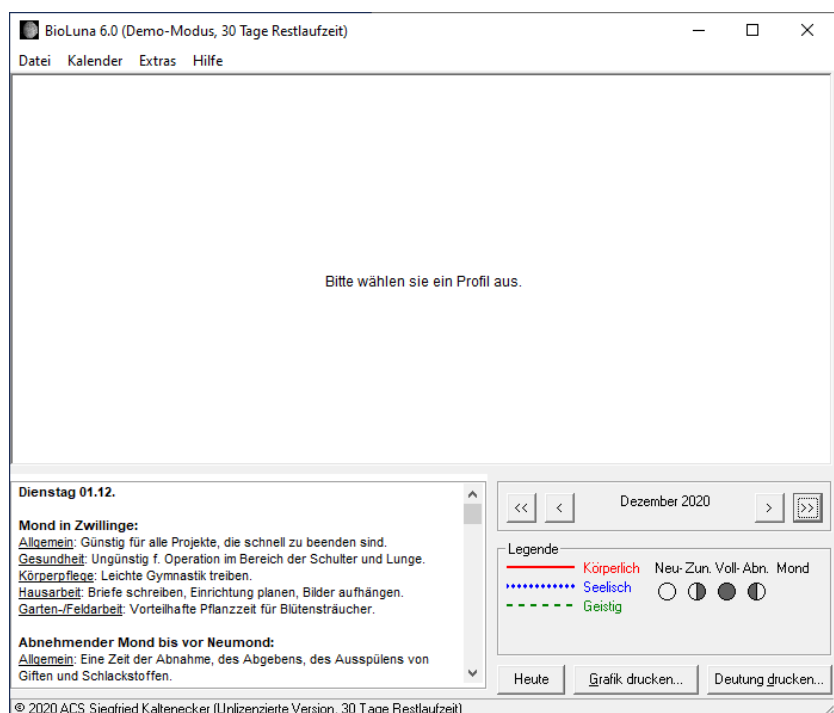 BioLuna 6.0 (Demo-Modus, 30 Tage Restlaufzeit)
Datei Kalender Extras Hilfe
Bitte wählen sie ein Profil aus.
Dienstag 01.12.
Mond in Zwillinge:
Allgemein: Günstig für alle Projekte, die schnell zu beenden sind.
Gesundheit: Ungünstig f. Operation im Bereich der Schulter und Lunge.
Körperpflege: Leichte Gymnastik treiben.
Hausarbeit: Briefe schreiben, Einrichtung planen, Bilder aufhängen.
Garten-/Feldarbeit: Vorteilhafte Pflanzzeit für Blütensträucher.
Abnehmender Mond bis vor Neumond:
Allgemein: Eine Zeit der Abnahme, des Abgebens, des Ausspülens von
Giften und Schlackstoffen.
<< < Dezember 2020 > >>
Legende
Körperlich Neu- Zun. Voll- Abn. Mond
Seelisch
Geistig
Heute Grafik drucken... Deutung drucken...
© 2020 ACS Siegfried Kaltenecker (Unlizenzierte Version, 30 Tage Restlaufzeit)